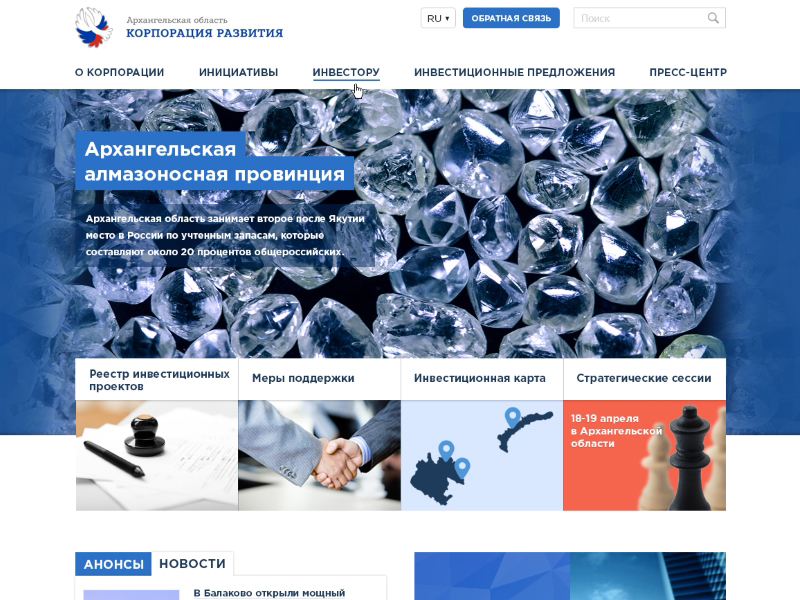 Архангельская область
КОРПОРАЦИЯ РАЗВИТИЯ
RU
ОБРАТНАЯ СВЯЗЬ
Поиск
О КОРПОРАЦИИ
ИНИЦИАТИВЫ
ИНВЕСТОРУ
ИНВЕСТИЦИОННЫЕ ПРЕДЛОЖЕНИЯ
ПРЕСС-ЦЕНТР
Архангельская
алмазоносная провинция
Архангельская область занимает второе после Якутии
место в России по учтенным запасам, которые
составляют около 20 процентов общероссийских.
Реестр инвестиционных
проектов
Меры поддержки
Инвестиционная карта
Стратегические сессии
18-19 апреля
в Архангельской
области
АНОНСЫ
НОВОСТИ
В Балаково открыли мощный